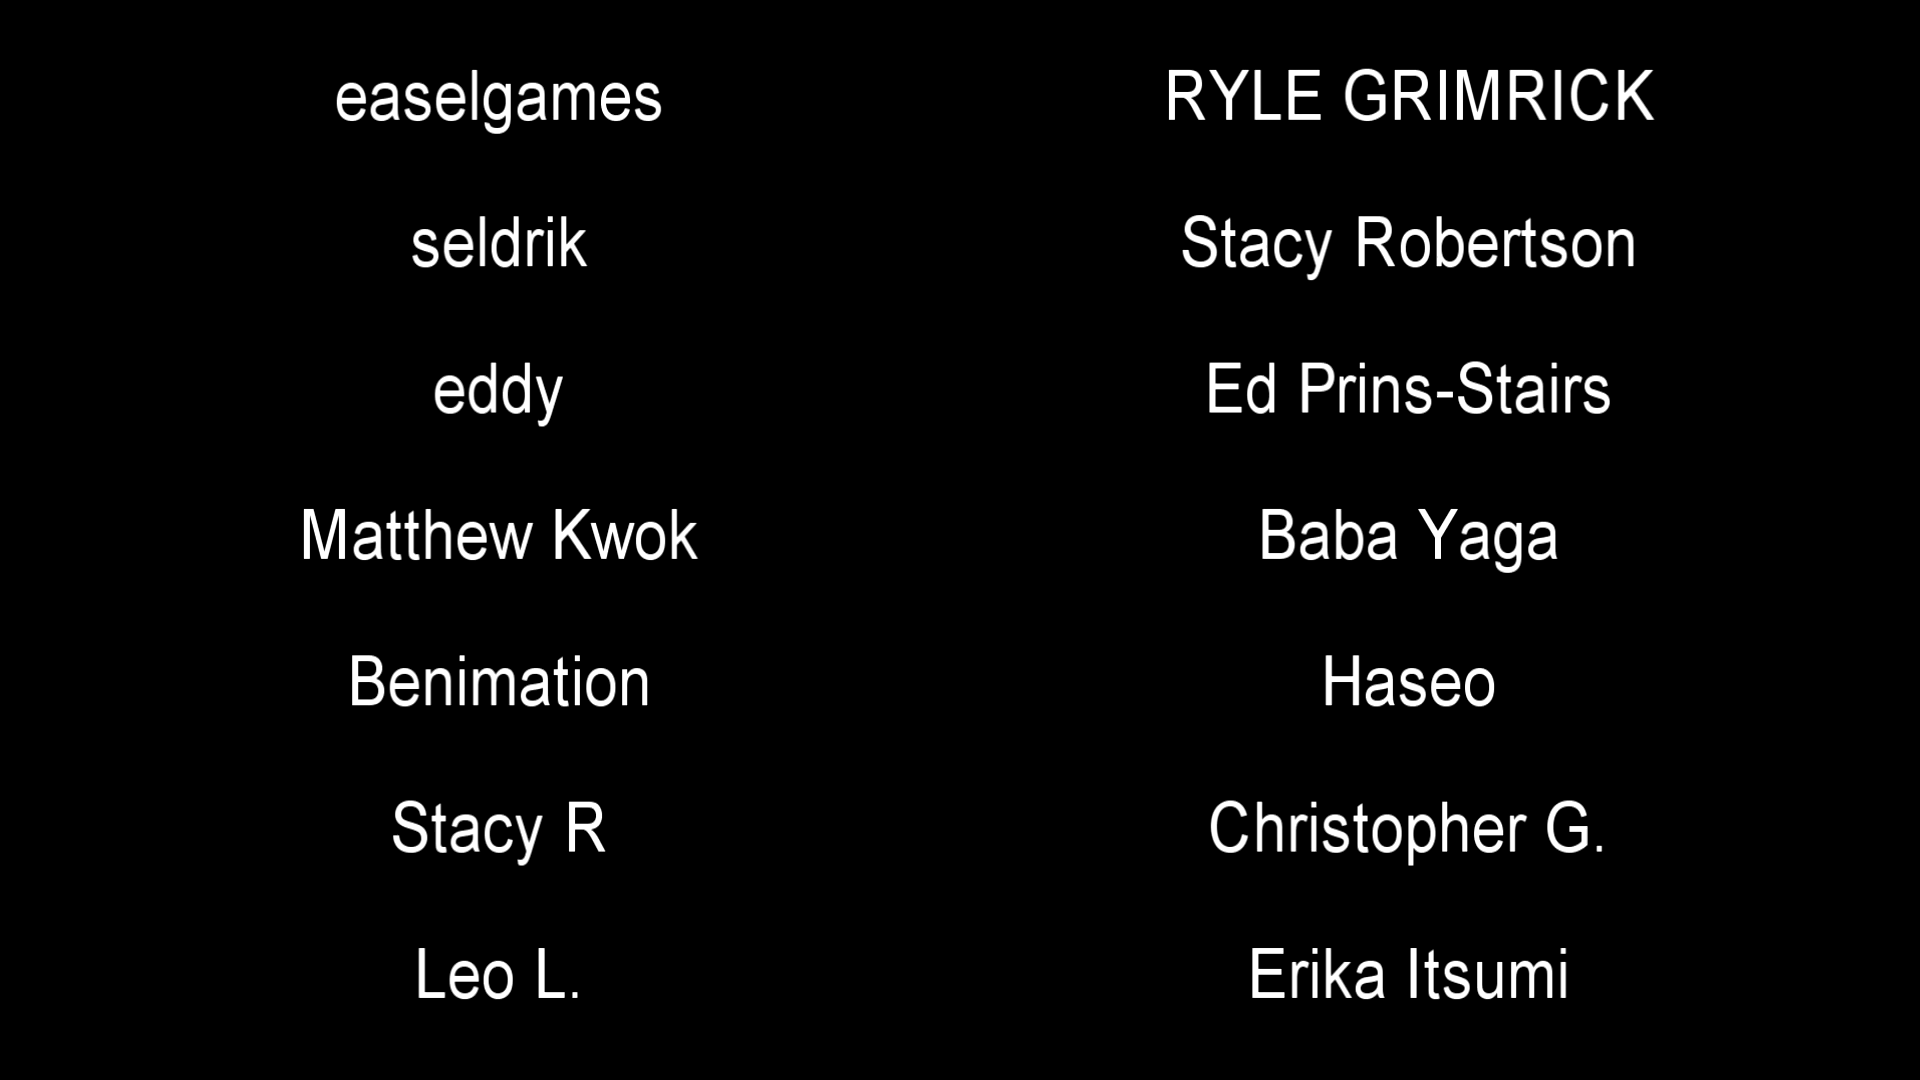 easelgames
RYLE GRIMRICK
seldrik
Stacy Robertson
eddy
Ed Prins-Stairs
Matthew Kwok
Baba Yaga
Benimation
Haseo
Stacy R
Christopher G.
Leo L.
Erika Itsumi